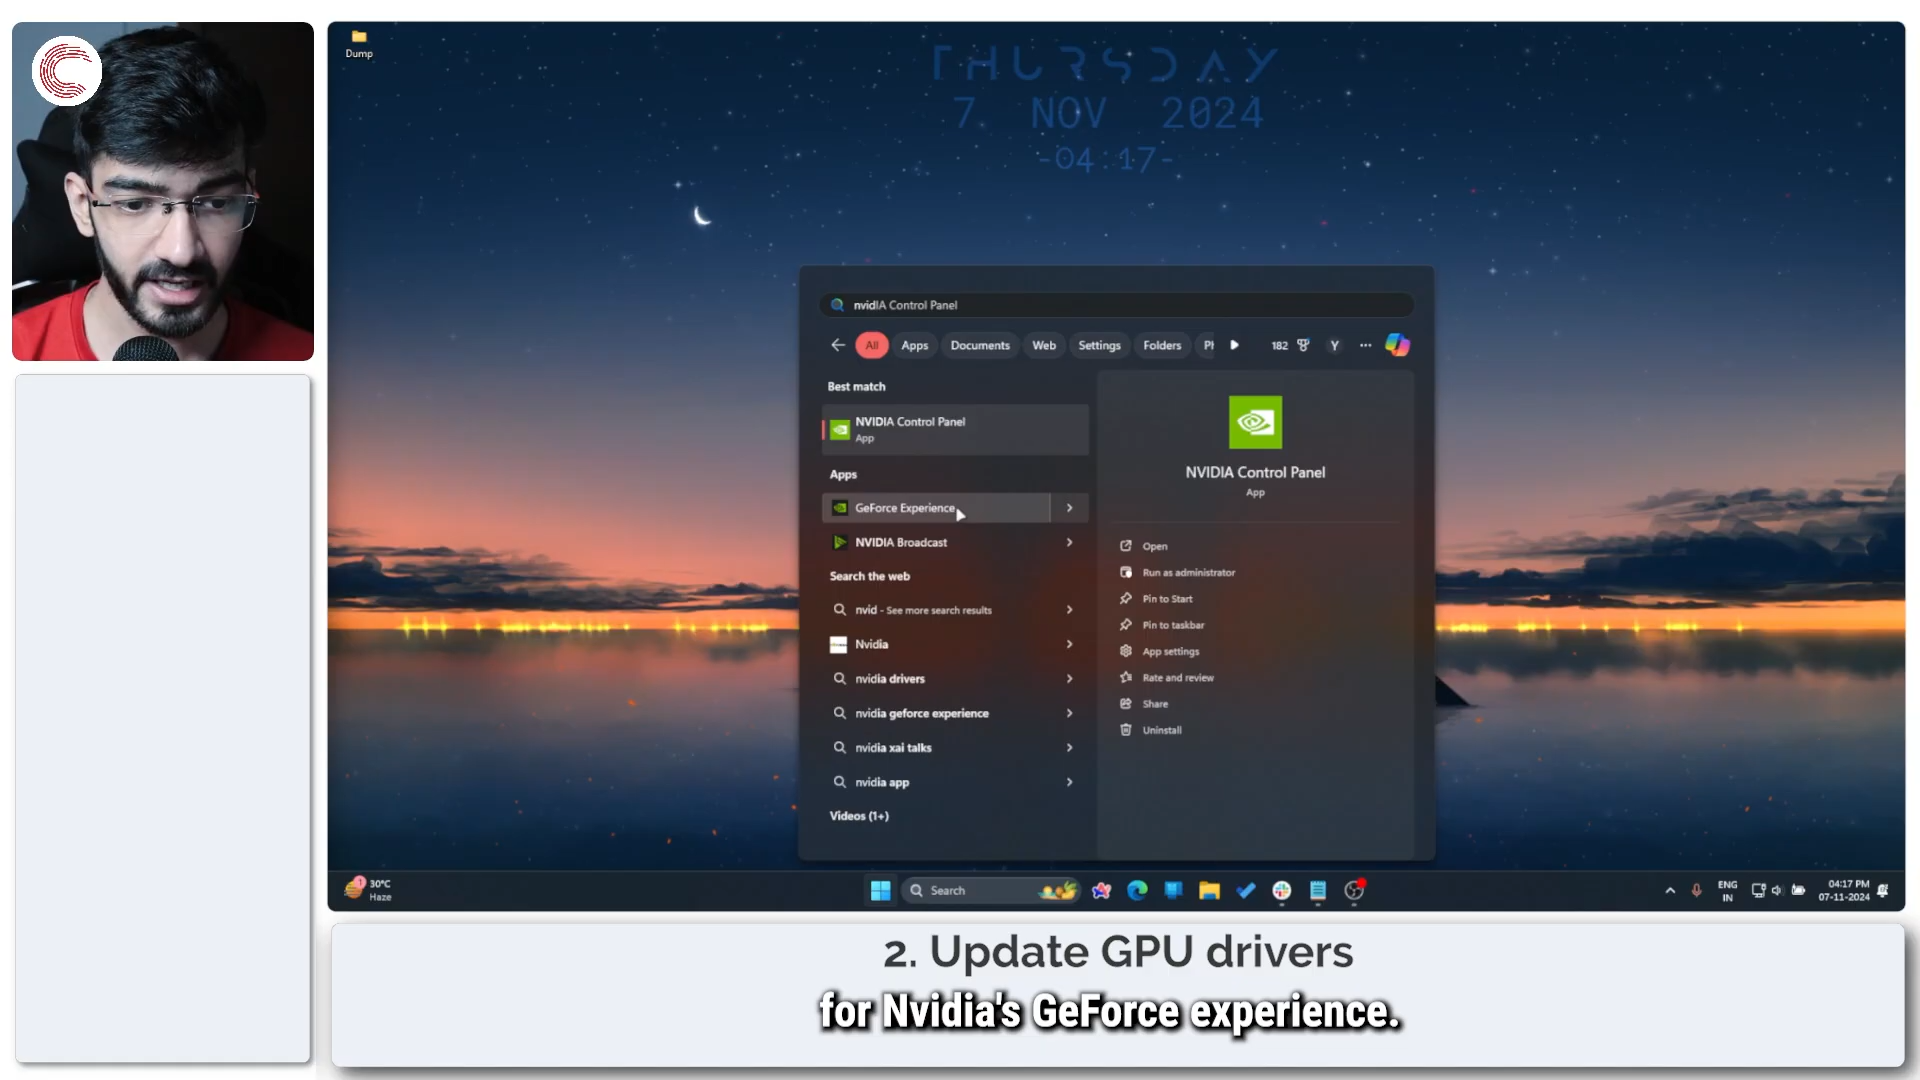 Dump
THURSDAY
7 NOV 2024
-04:17-
nvidIA Control Panel
All
Apps
Documents
Web
Settings
Folders
182
Y
Best match
NVIDIA Control Panel
App
Apps
GeForce Experience
NVIDIA Broadcast
Search the web
nvid - See more search results
Nvidia
nvidia drivers
nvidia geforce experience
nvidia xai talks
nvidia app
Videos (1+)
NVIDIA Control Panel
App
Open
Run as administrator
Pin to Start
Pin to taskbar
App settings
Rate and review
Share
Uninstall
1
30°C
Haze
Search
ENG
IN
04:17 PM
07-11-2024
2. Update GPU drivers
for Nvidia's GeForce experience.